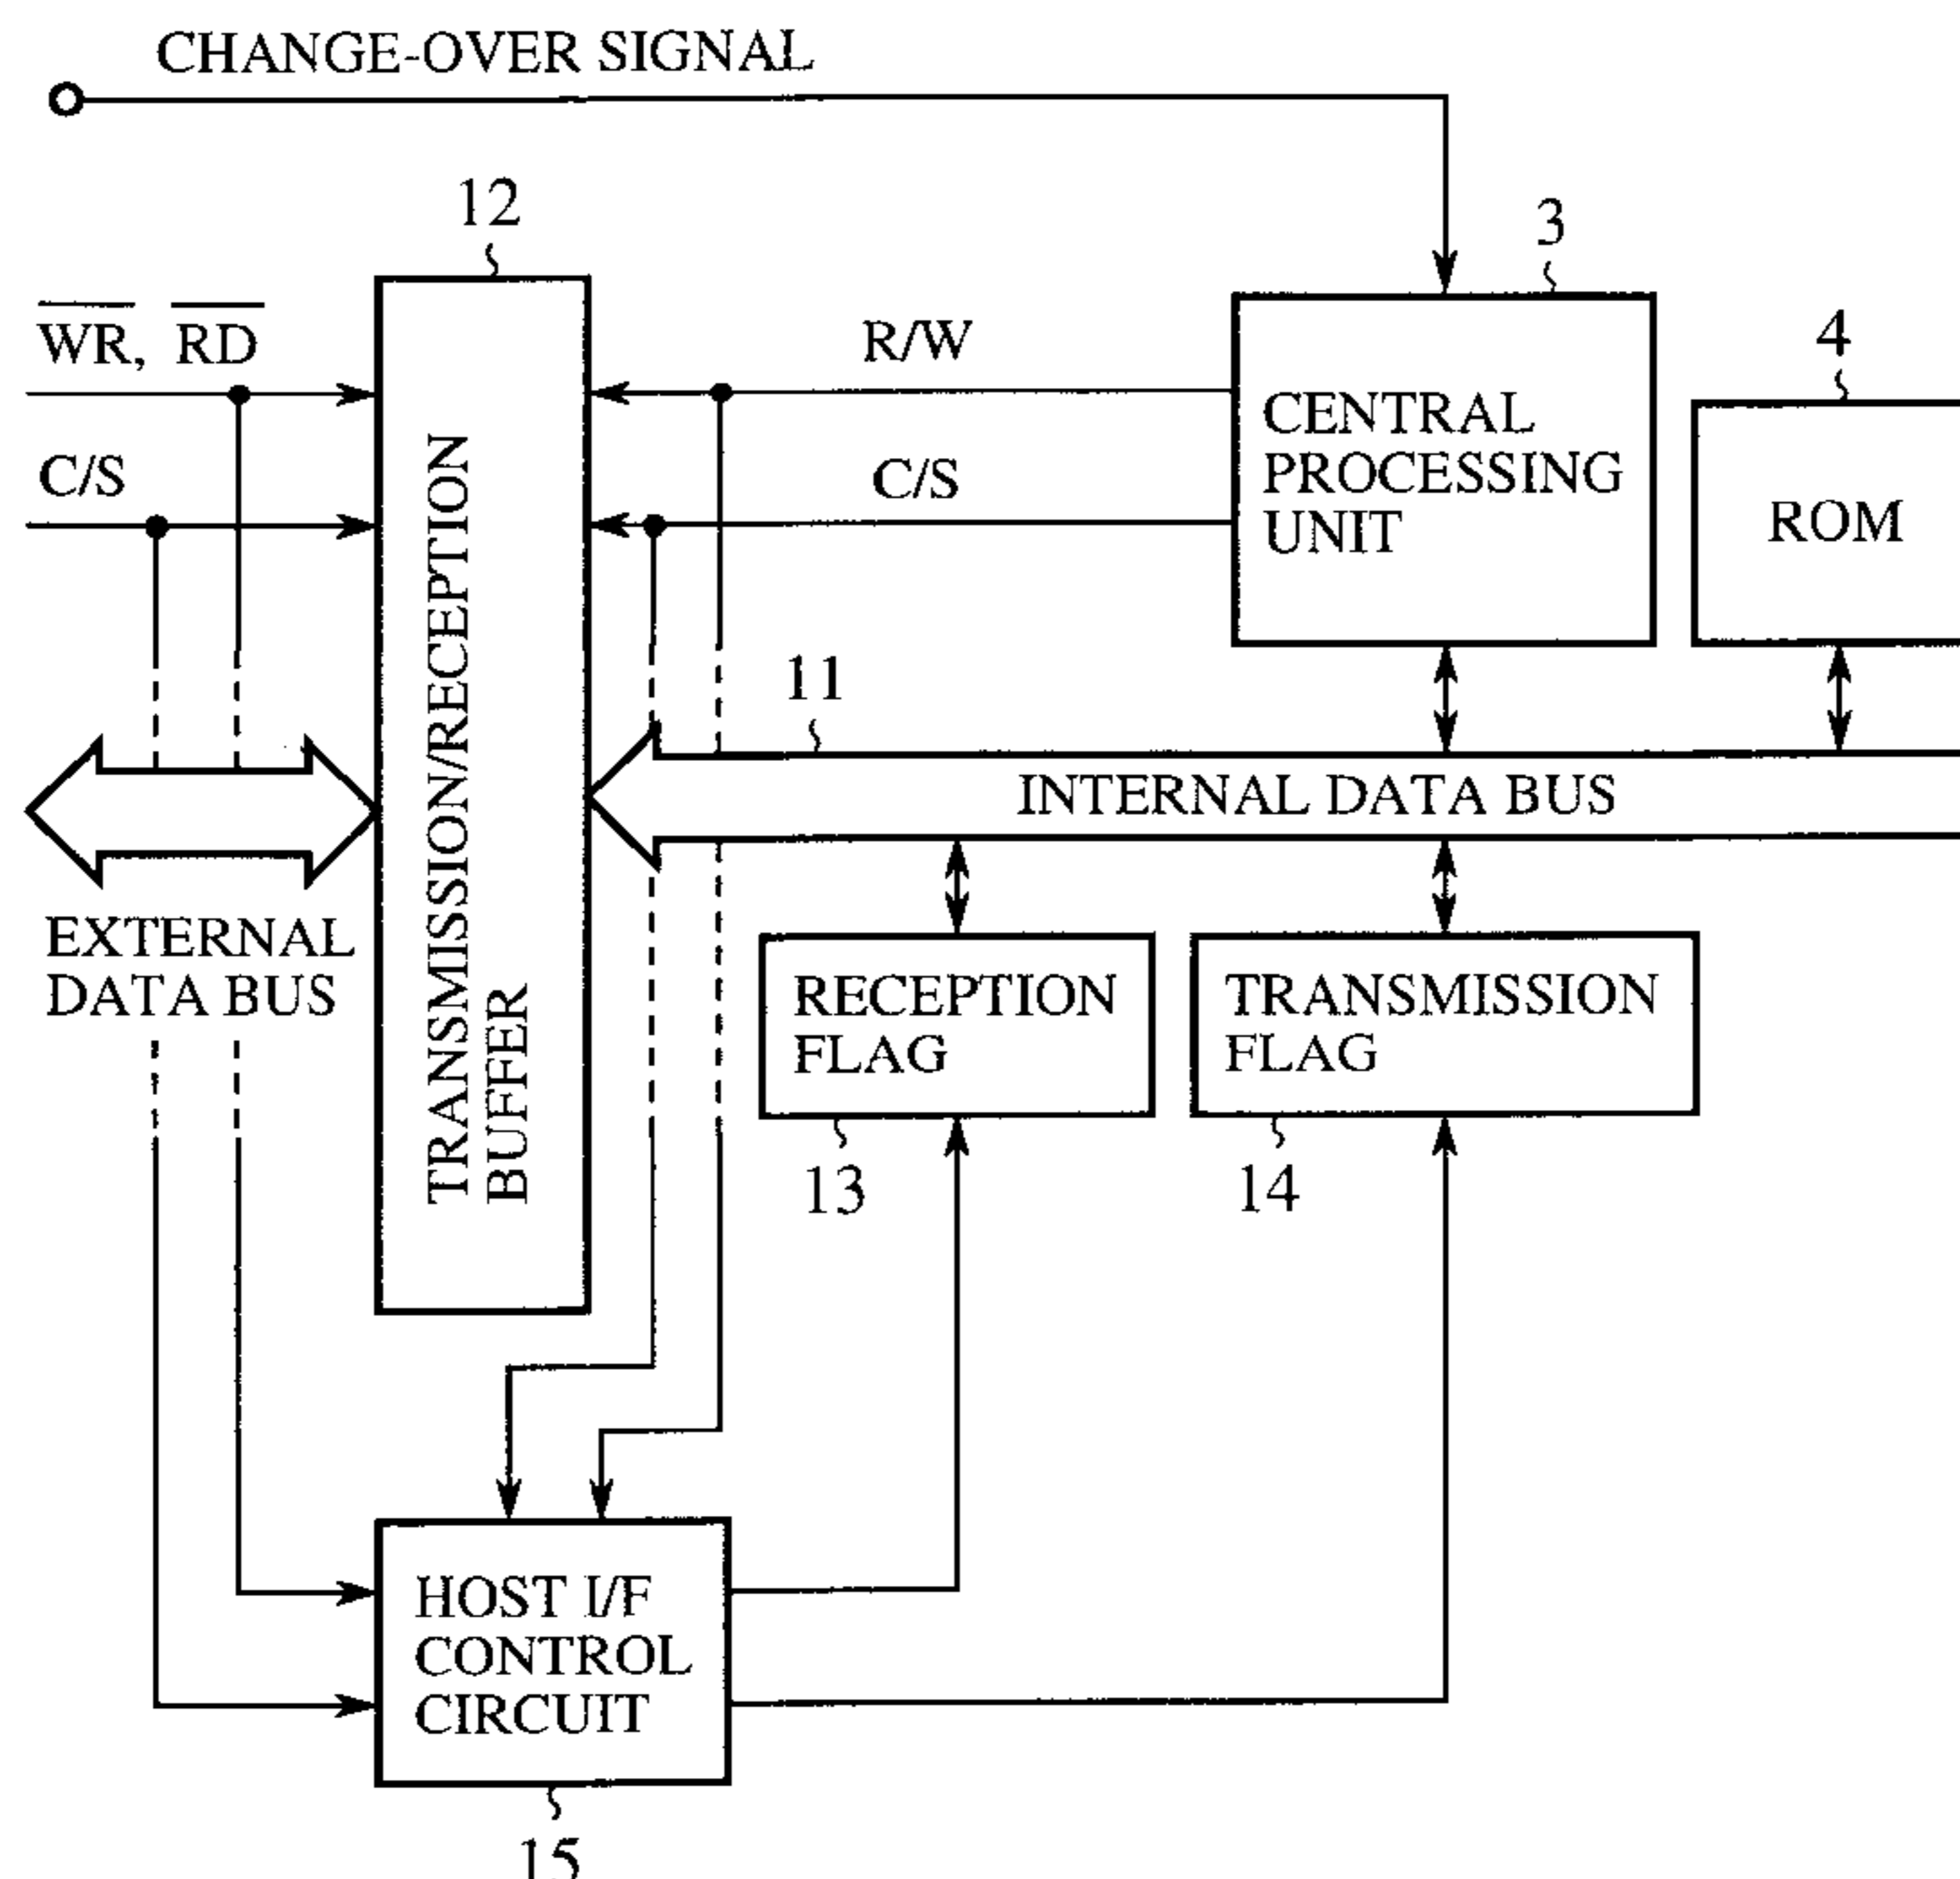 CHANGE-OVER SIGNAL
12
3
4
WR, RD
R/W
C/S
C/S
CENTRAL
PROCESSING
UNIT
ROM
TRANSMISSION/RECEPTION
BUFFER
11
INTERNAL DATA BUS
EXTERNAL
DATA BUS
RECEPTION
FLAG
TRANSMISSION
FLAG
13
14
HOST I/F
CONTROL
CIRCUIT
15